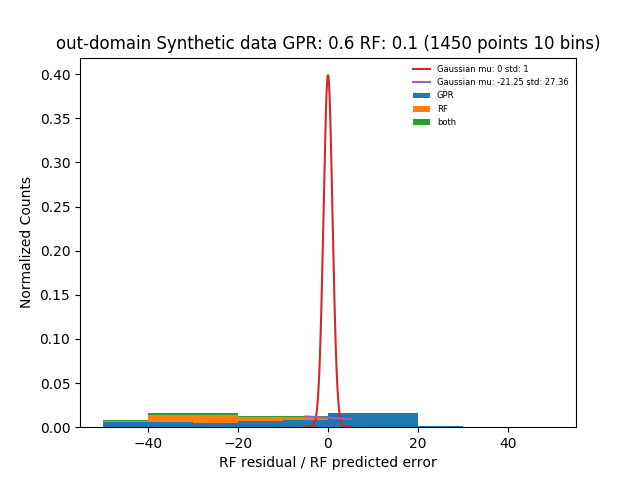 out-domain Synthetic data GPR: 0.6 RF: 0.1 (1450 points 10 bins)
Gaussian mu: 0 std: 1
Gaussian mu: -21.25 std: 27.36
GPR
RF
both
Normalized Counts
0.40
0.35
0.30
0.25
0.20
0.15
0.10
0.05
0.00
−40 −20 0 20 40
RF residual / RF predicted error